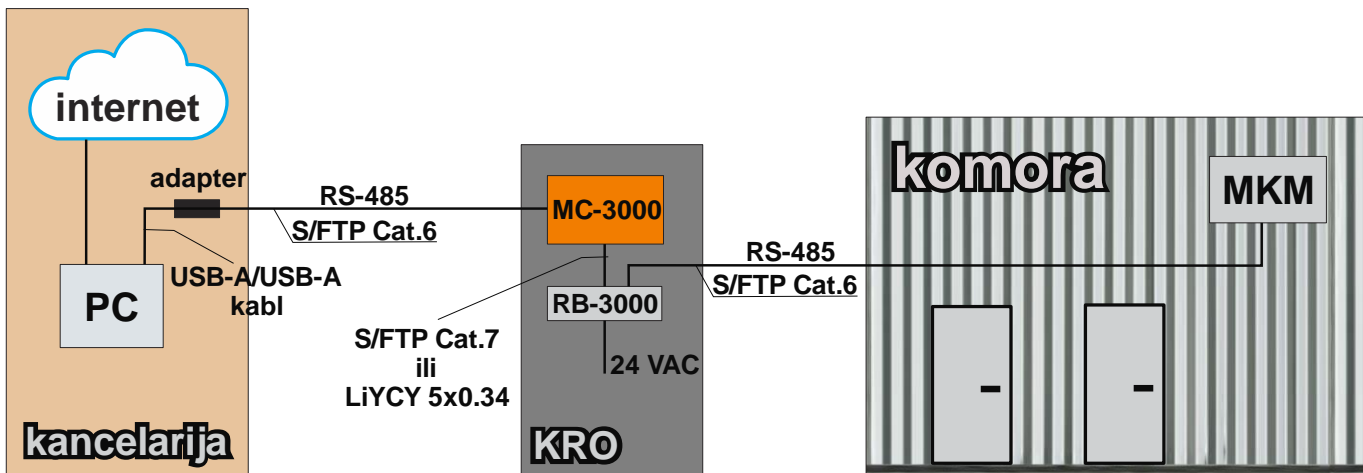 internet
adapter
RS-485
S/FTP Cat.6
PC
USB-A/USB-A
kabl
kancelarija
MC-3000
RB-3000
S/FTP Cat.7
ili
LiYCY 5x0.34
24 VAC
KRO
RS-485
S/FTP Cat.6
komora
MKM